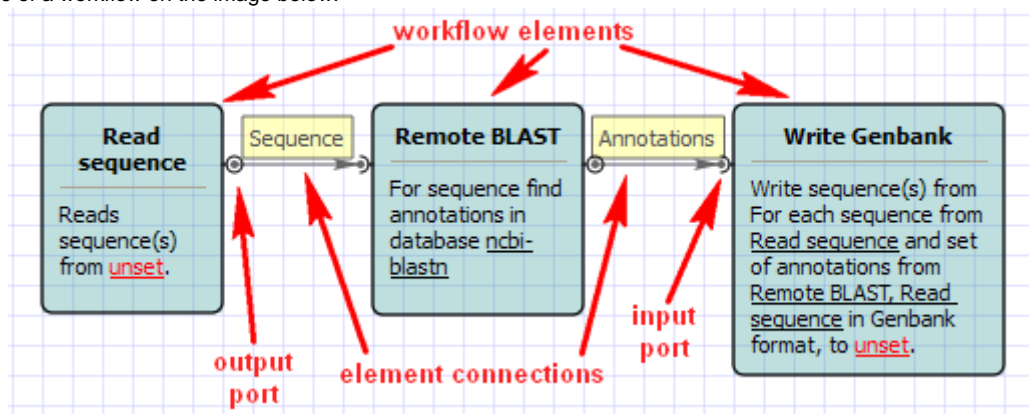 workflow elements
Read
sequence
Reads
sequence(s)
from unset.
Sequence
Remote BLAST
For sequence find
annotations in
database ncbi-
blastn
Annotations
Write Genbank
Write sequence(s) from
For each sequence from
Read sequence and set
of annotations from
Remote BLAST, Read
sequence in Genbank
format, to unset.
output
port
element connections
input
port